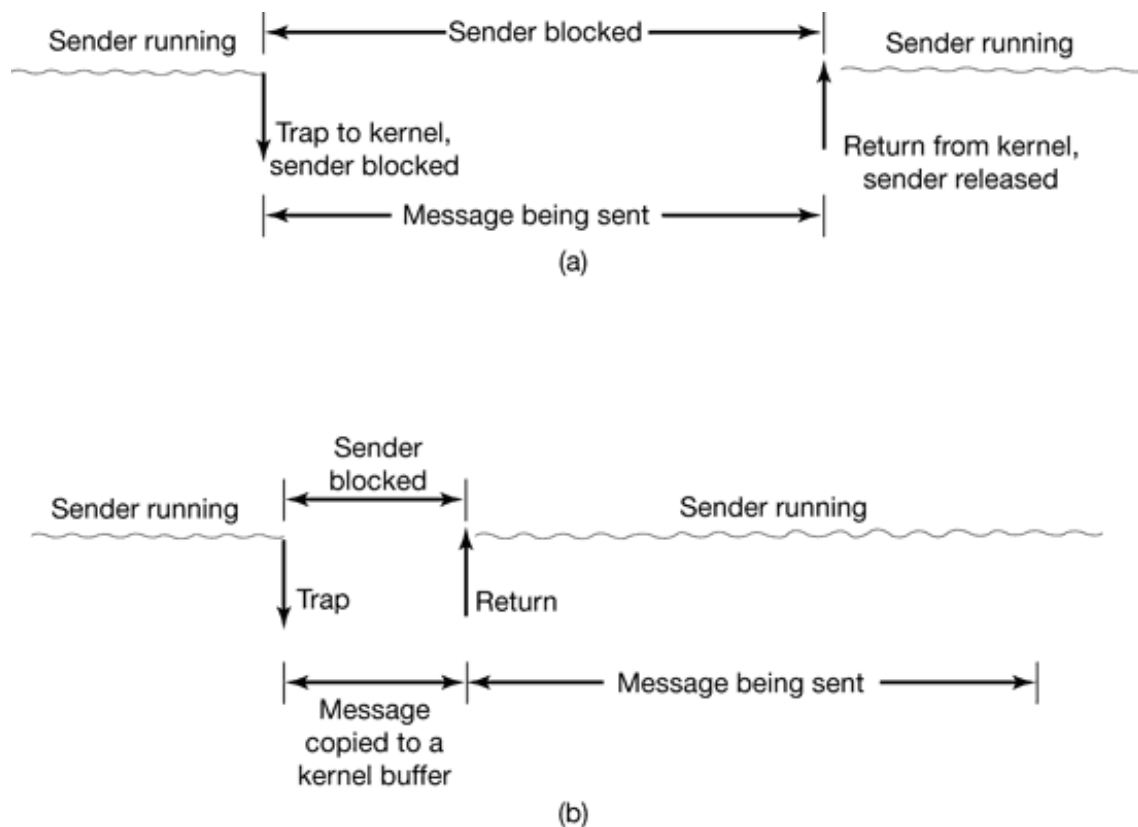 Sender running
Sender blocked
Sender running
Trap to kernel,
sender blocked
Return from kernel,
sender released
Message being sent
(a)
Sender
blocked
Sender running
Sender running
Trap
Return
Message being sent
Message
copied to a
kernel buffer
(b)